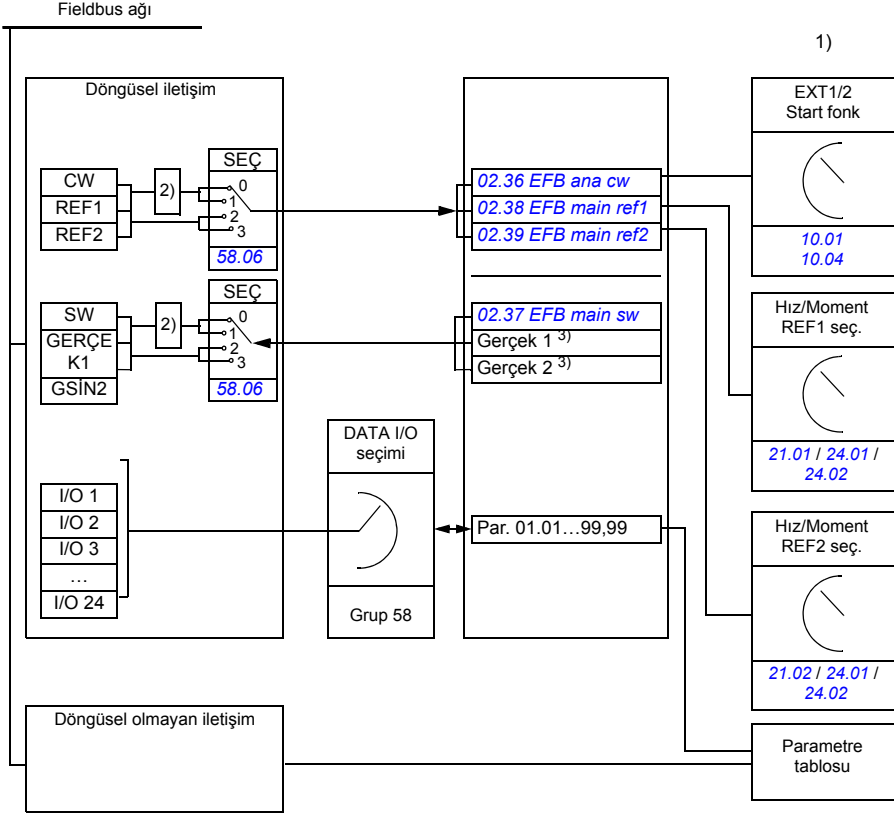 Fieldbus ağı
1)
Döngüsel iletişim
SEÇ
CW
REF1
REF2
2)
0
1
2
3
58.06
SEÇ
SW
GERÇE
K1
GSİN2
2)
0
1
2
3
58.06
I/O 1
I/O 2
I/O 3
…
I/O 24
DATA I/O
seçimi
Grup 58
02.36 EFB ana cw
02.38 EFB main ref1
02.39 EFB main ref2
02.37 EFB main sw
Gerçek 1 3)
Gerçek 2 3)
Par. 01.01…99,99
EXT1/2
Start fonk
10.01
10.04
Hız/Moment
REF1 seç.
21.01 / 24.01 /
24.02
Hız/Moment
REF2 seç.
21.02 / 24.01 /
24.02
Döngüsel olmayan iletişim
Parametre
tablosu